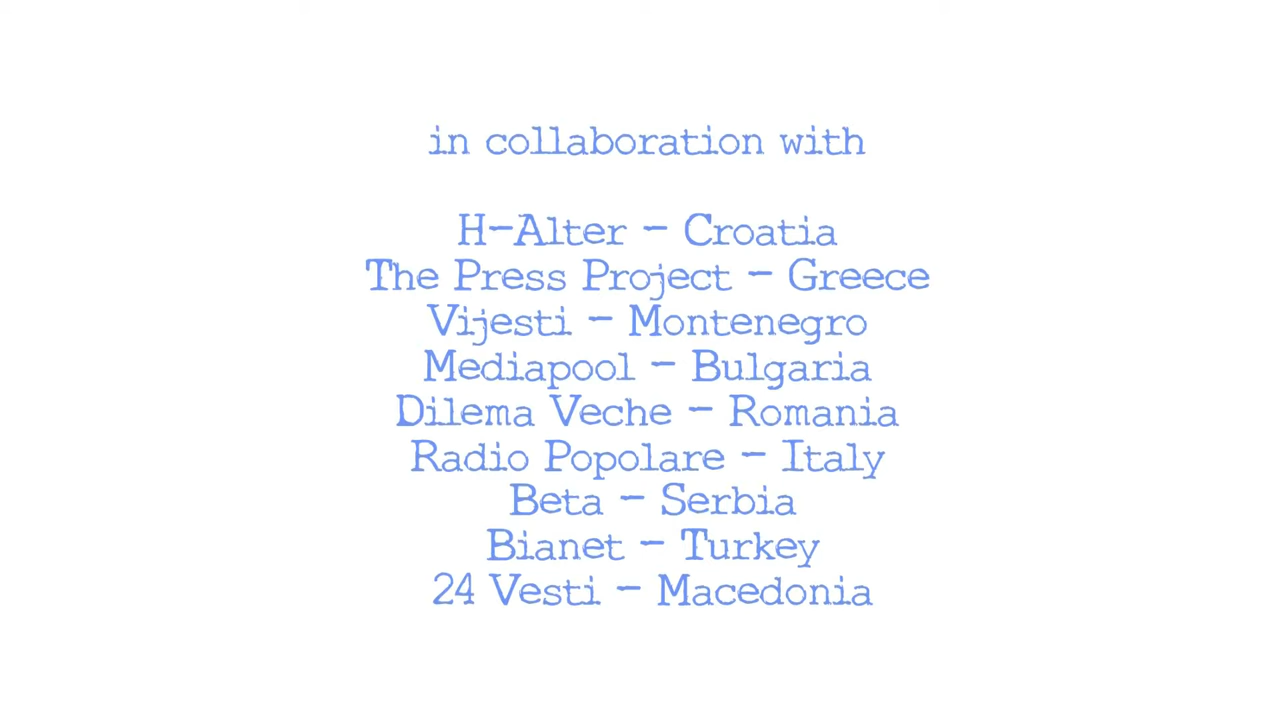 in collaboration with
H-Alter - Croatia
The Press Project - Greece
Vijesti - Montenegro
Mediapool - Bulgaria
Dilema Veche - Romania
Radio Popolare - Italy
Beta - Serbia
Bianet - Turkey
24 Vesti - Macedonia